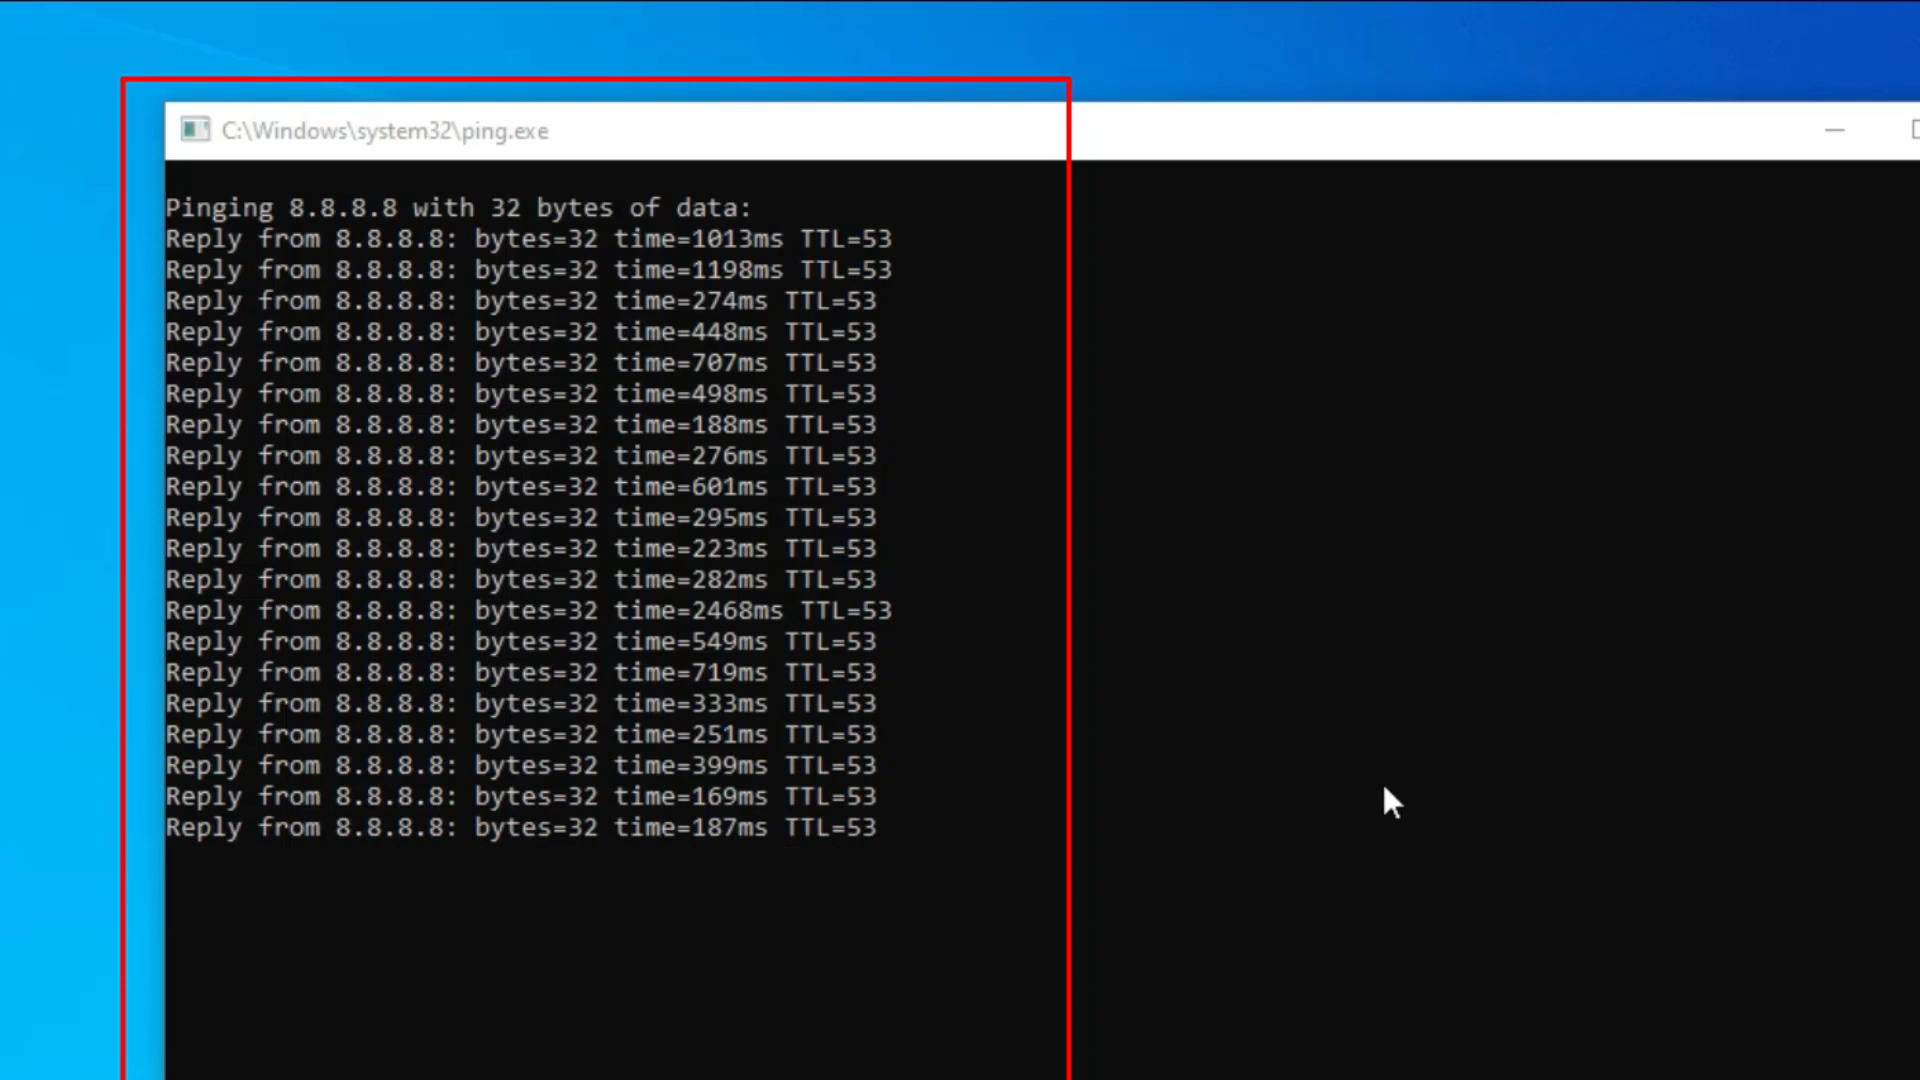 C:\Windows\system32\ping.exe
Pinging 8.8.8.8 with 32 bytes of data:
Reply from 8.8.8.8: bytes=32 time=1013ms TTL=53
Reply from 8.8.8.8: bytes=32 time=1198ms TTL=53
Reply from 8.8.8.8: bytes=32 time=274ms TTL=53
Reply from 8.8.8.8: bytes=32 time=448ms TTL=53
Reply from 8.8.8.8: bytes=32 time=707ms TTL=53
Reply from 8.8.8.8: bytes=32 time=498ms TTL=53
Reply from 8.8.8.8: bytes=32 time=188ms TTL=53
Reply from 8.8.8.8: bytes=32 time=276ms TTL=53
Reply from 8.8.8.8: bytes=32 time=601ms TTL=53
Reply from 8.8.8.8: bytes=32 time=295ms TTL=53
Reply from 8.8.8.8: bytes=32 time=223ms TTL=53
Reply from 8.8.8.8: bytes=32 time=282ms TTL=53
Reply from 8.8.8.8: bytes=32 time=2468ms TTL=53
Reply from 8.8.8.8: bytes=32 time=549ms TTL=53
Reply from 8.8.8.8: bytes=32 time=719ms TTL=53
Reply from 8.8.8.8: bytes=32 time=333ms TTL=53
Reply from 8.8.8.8: bytes=32 time=251ms TTL=53
Reply from 8.8.8.8: bytes=32 time=399ms TTL=53
Reply from 8.8.8.8: bytes=32 time=169ms TTL=53
Reply from 8.8.8.8: bytes=32 time=187ms TTL=53